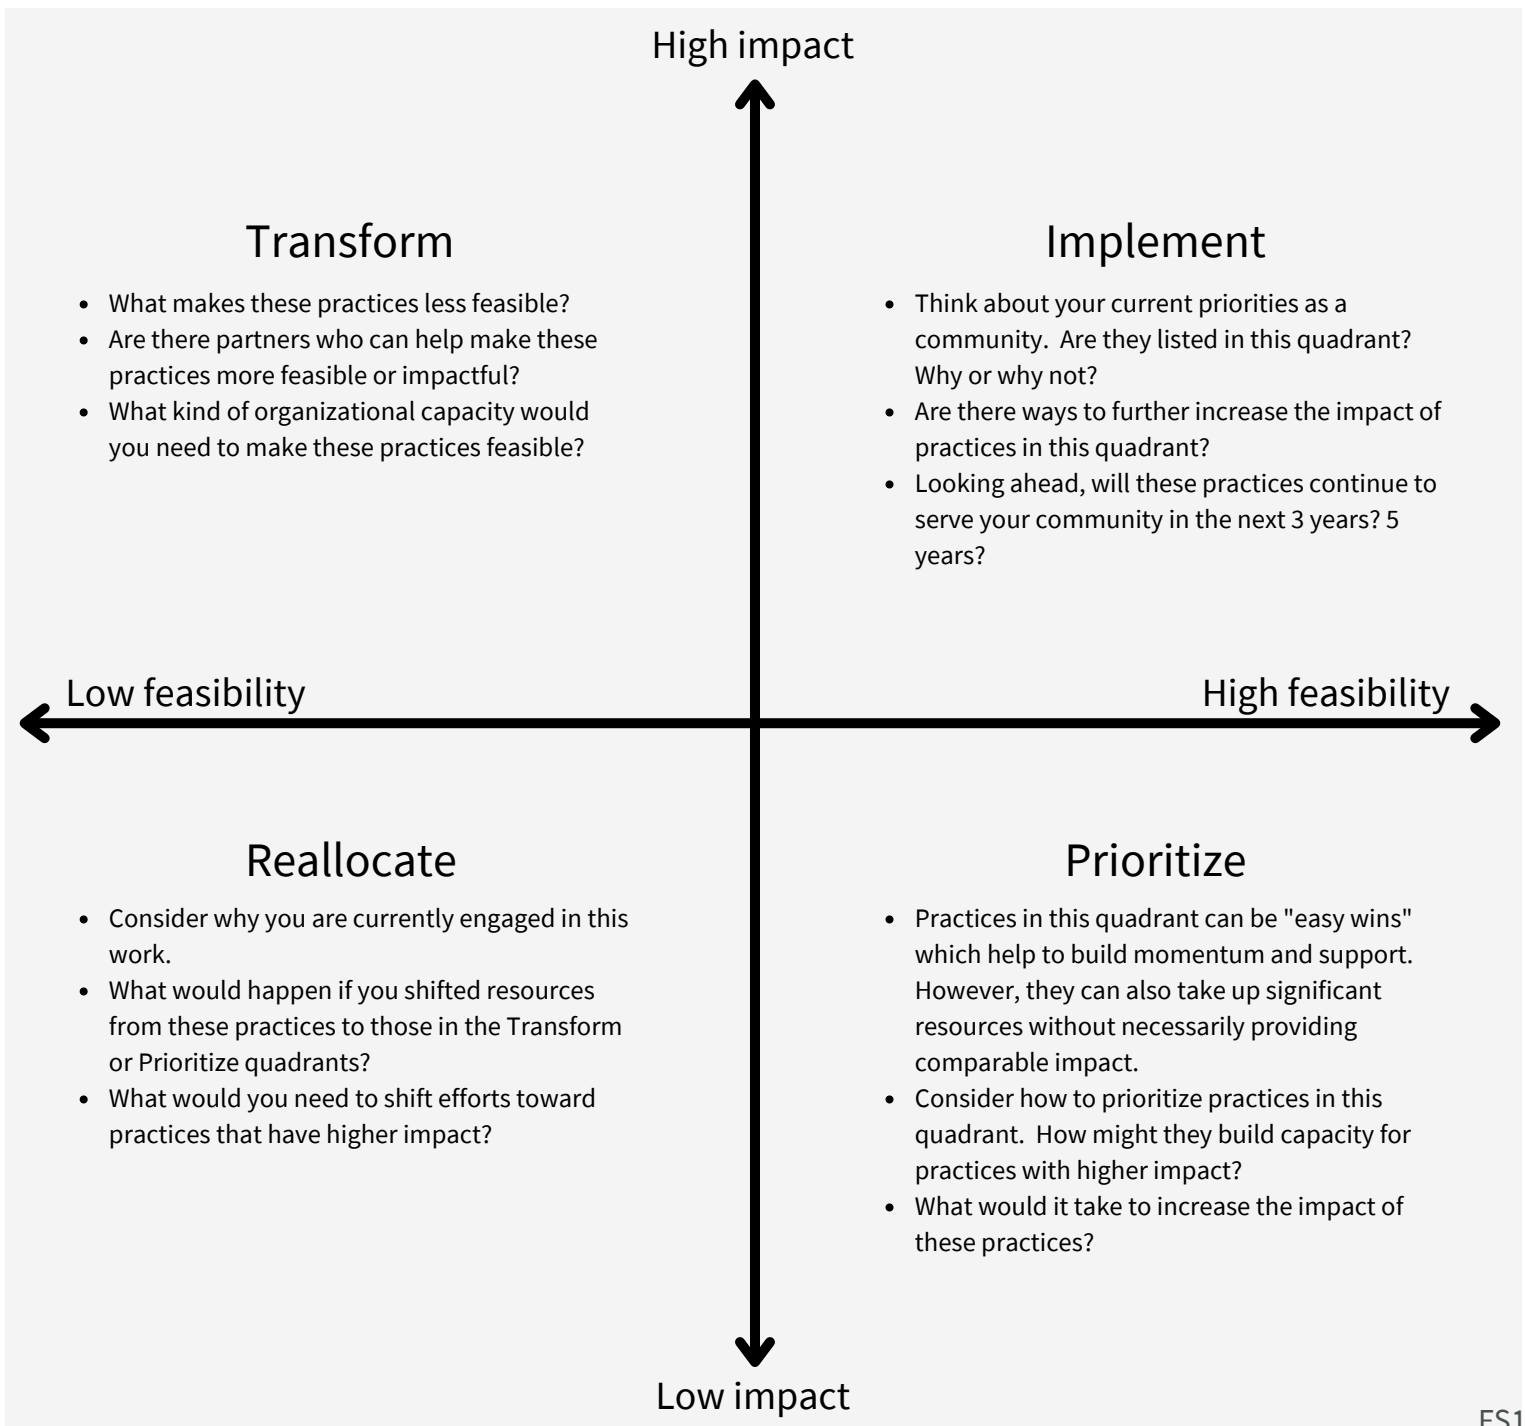 High impact
Transform
• What makes these practices less feasible?
• Are there partners who can help make these
practices more feasible or impactful?
• What kind of organizational capacity would
you need to make these practices feasible?
Implement
• Think about your current priorities as a
community.  Are they listed in this quadrant?
Why or why not?
• Are there ways to further increase the impact of
practices in this quadrant?
• Looking ahead, will these practices continue to
serve your community in the next 3 years? 5
years?
Low feasibility
High feasibility
Reallocate
• Consider why you are currently engaged in this
work.
• What would happen if you shifted resources
from these practices to those in the Transform
or Prioritize quadrants?
• What would you need to shift efforts toward
practices that have higher impact?
Prioritize
• Practices in this quadrant can be "easy wins"
which help to build momentum and support.
However, they can also take up significant
resources without necessarily providing
comparable impact.
• Consider how to prioritize practices in this
quadrant.  How might they build capacity for
practices with higher impact?
• What would it take to increase the impact of
these practices?
Low impact